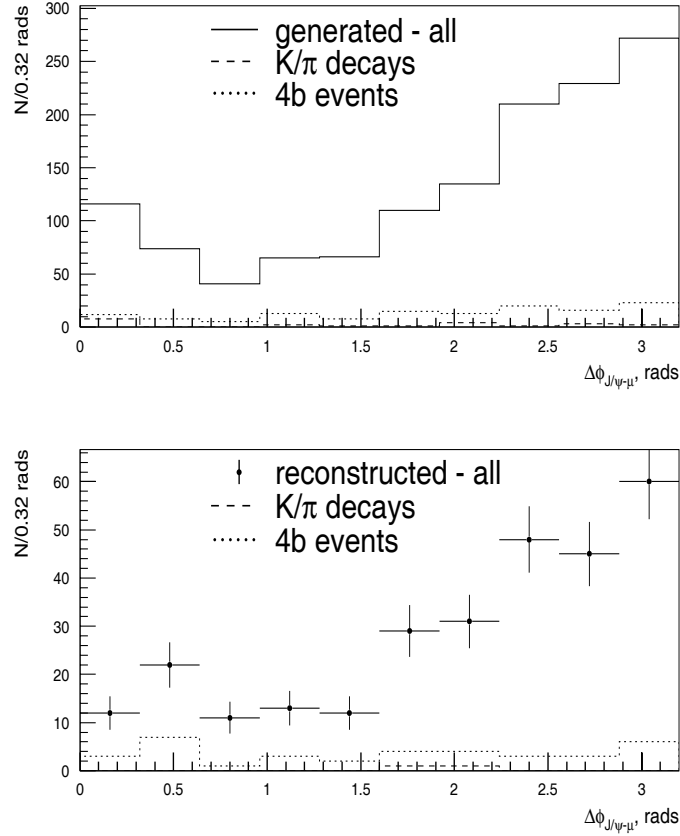 N/0.32 rads
300
250
200
150
100
50
0
generated - all
K/π decays
4b events
0 0.5 1 1.5 2 2.5 3
Δϕ_J/ψ-μ, rads
N/0.32 rads
60
50
40
30
20
10
0
reconstructed - all
K/π decays
4b events
0 0.5 1 1.5 2 2.5 3
Δϕ_J/ψ-μ, rads